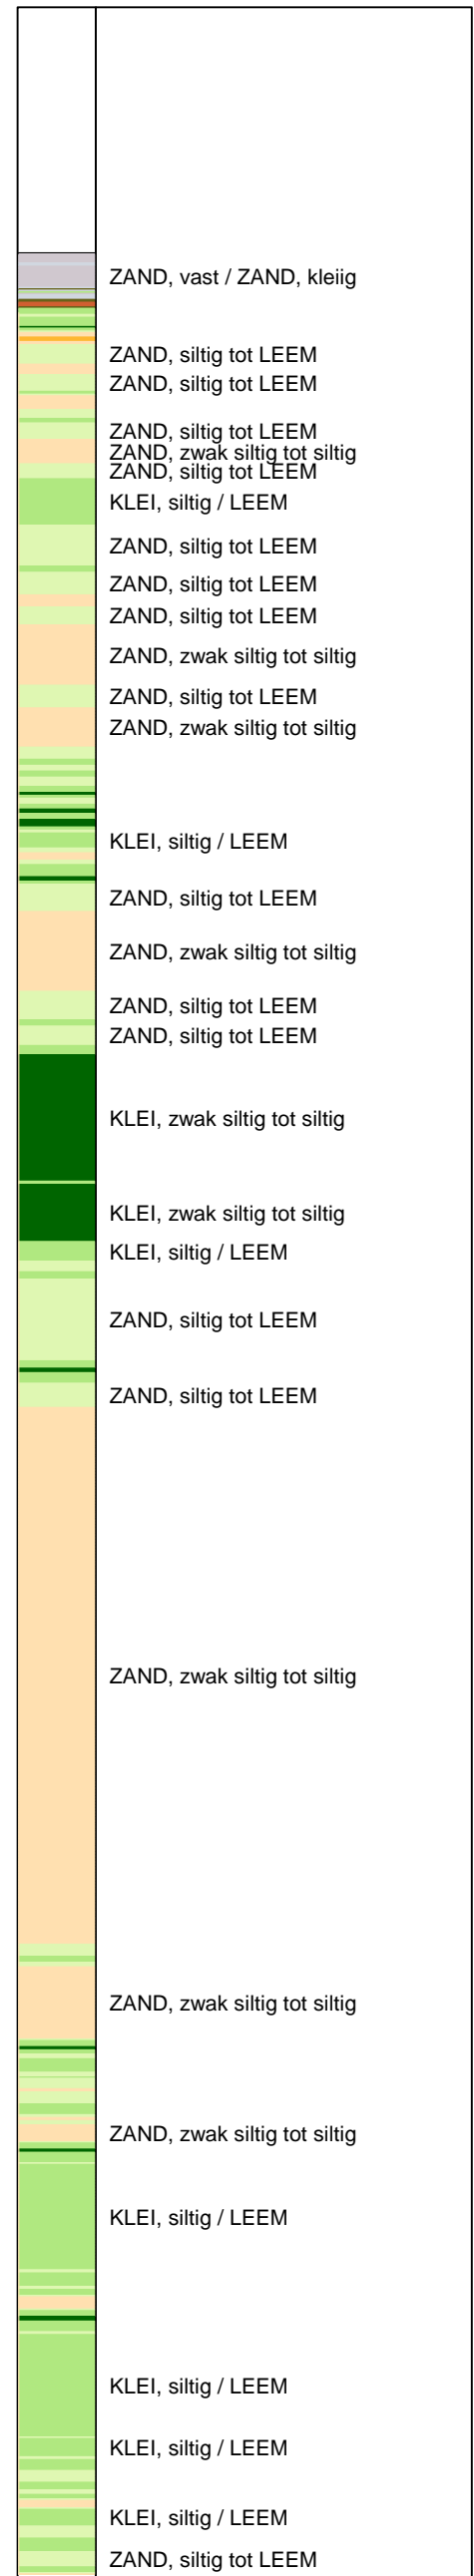 ZAND, vast / ZAND, kleiig
ZAND, siltig tot LEEM
ZAND, siltig tot LEEM
ZAND, siltig tot LEEM
ZAND, zwak siltig tot siltig
ZAND, siltig tot LEEM
KLEI, siltig / LEEM
ZAND, siltig tot LEEM
ZAND, siltig tot LEEM
ZAND, siltig tot LEEM
ZAND, zwak siltig tot siltig
ZAND, siltig tot LEEM
ZAND, zwak siltig tot siltig
KLEI, siltig / LEEM
ZAND, siltig tot LEEM
ZAND, zwak siltig tot siltig
ZAND, siltig tot LEEM
ZAND, siltig tot LEEM
KLEI, zwak siltig tot siltig
KLEI, zwak siltig tot siltig
KLEI, siltig / LEEM
ZAND, siltig tot LEEM
ZAND, siltig tot LEEM
ZAND, zwak siltig tot siltig
ZAND, zwak siltig tot siltig
ZAND, zwak siltig tot siltig
KLEI, siltig / LEEM
KLEI, siltig / LEEM
KLEI, siltig / LEEM
KLEI, siltig / LEEM
ZAND, siltig tot LEEM